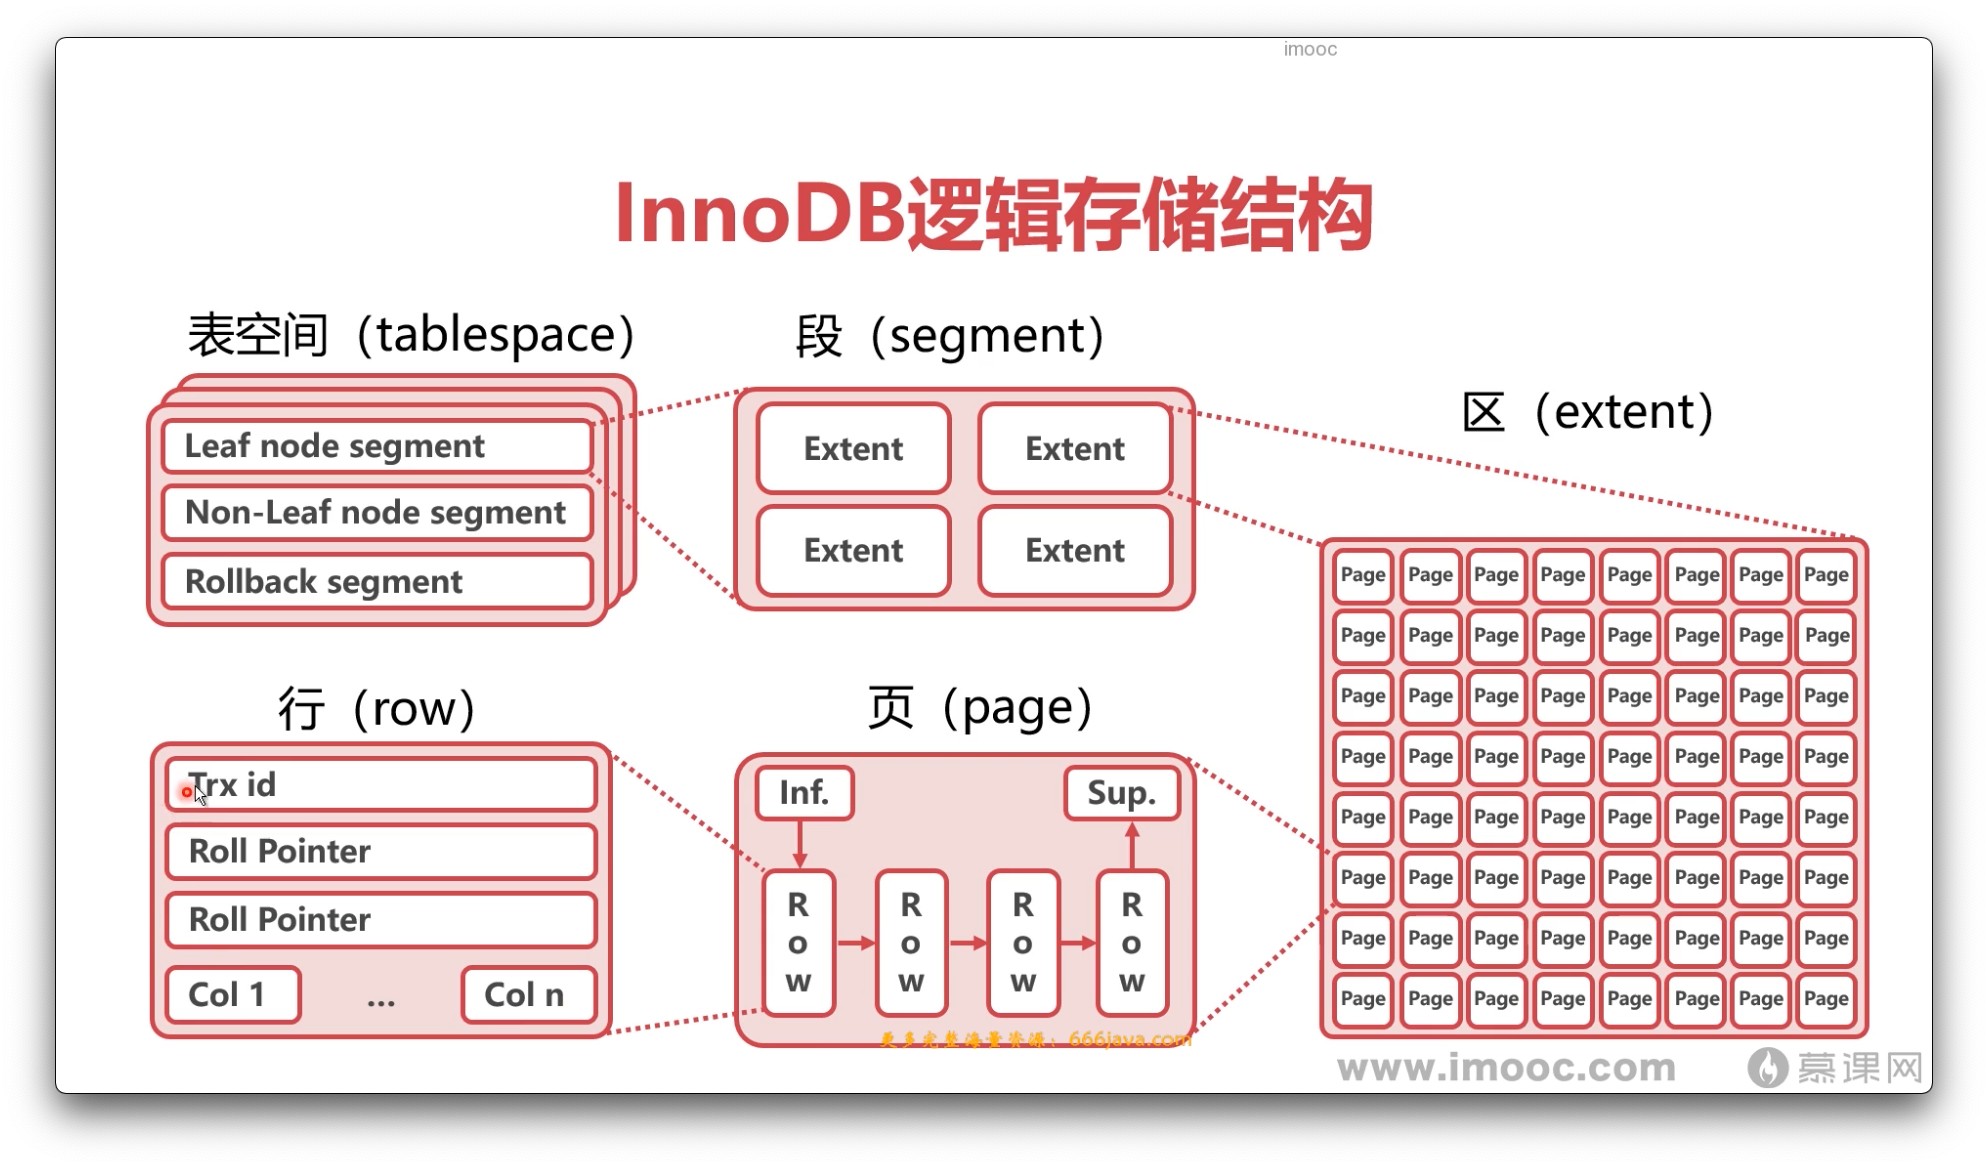 imooc
InnoDB逻辑存储结构
表空间（tablespace）
Leaf node segment
Non-Leaf node segment
Rollback segment
段（segment）
Extent Extent
Extent Extent
区（extent）
Page Page Page Page Page Page Page Page
Page Page Page Page Page Page Page Page
Page Page Page Page Page Page Page Page
Page Page Page Page Page Page Page Page
Page Page Page Page Page Page Page Page
Page Page Page Page Page Page Page Page
Page Page Page Page Page Page Page Page
Page Page Page Page Page Page Page Page
行（row）
Trx id
Roll Pointer
Roll Pointer
Col 1 ... Col n
页（page）
Inf. Sup.
Row Row Row Row
更多完整海量资源：666java.com
www.imooc.com 慕课网